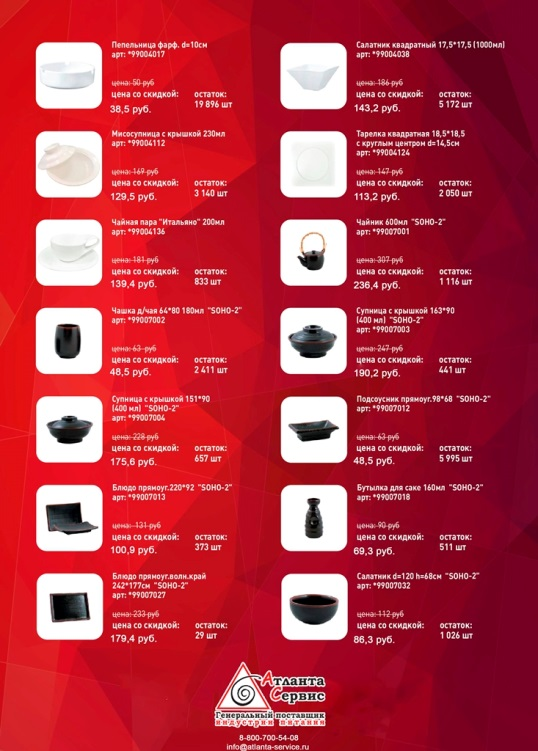 Пепельница фарф. d=10см
арт: *99004017
цена: 50 руб
цена со скидкой: остаток:
38,5 руб. 19 896 шт
Салатник квадратный 17,5*17,5 (1000мл)
арт: *99004038
цена: 186 руб
цена со скидкой: остаток:
143,2 руб. 5 172 шт
Мисосупница с крышкой 230мл
арт: *99004112
цена: 169 руб
цена со скидкой: остаток:
129,5 руб. 3 140 шт
Тарелка квадратная 18,5*18,5
с круглым центром d=14,5см
арт: *99004124
цена: 147 руб
цена со скидкой: остаток:
113,2 руб. 2 050 шт
Чайная пара "Итальяно" 200мл
арт: *99004136
цена: 181 руб
цена со скидкой: остаток:
139,4 руб. 833 шт
Чайник 600мл "SOHO-2"
арт: *99007001
цена: 307 руб
цена со скидкой: остаток:
236,4 руб. 1 116 шт
Чашка д/чая 64*80 180мл "SOHO-2"
арт: *99007002
цена: 63 руб
цена со скидкой: остаток:
48,5 руб. 2 411 шт
Супница с крышкой 163*90
(400 мл) "SOHO-2"
арт: *99007003
цена: 247 руб
цена со скидкой: остаток:
190,2 руб. 441 шт
Супница с крышкой 151*90
(400 мл) "SOHO-2"
арт: *99007004
цена: 228 руб
цена со скидкой: остаток:
175,6 руб. 657 шт
Подсоусник прямоуг.98*68 "SOHO-2"
арт: *99007012
цена: 63 руб
цена со скидкой: остаток:
48,5 руб. 5 995 шт
Блюдо прямоуг.220*92 "SOHO-2"
арт: *99007013
цена: 131 руб
цена со скидкой: остаток:
100,9 руб. 373 шт
Бутылка для саке 160мл "SOHO-2"
арт: *99007018
цена: 90 руб
цена со скидкой: остаток:
69,3 руб. 511 шт
Блюдо прямоуг.волн.край
242*177см "SOHO-2"
арт: *99007027
цена: 233 руб
цена со скидкой: остаток:
179,4 руб. 29 шт
Салатник d=120 h=68см "SOHO-2"
арт: *99007032
цена: 112 руб
цена со скидкой: остаток:
86,3 руб. 1 026 шт
Атланта
Сервис
Генеральный поставщик
индустрии питания
8-800-700-54-08
info@atlanta-service.ru